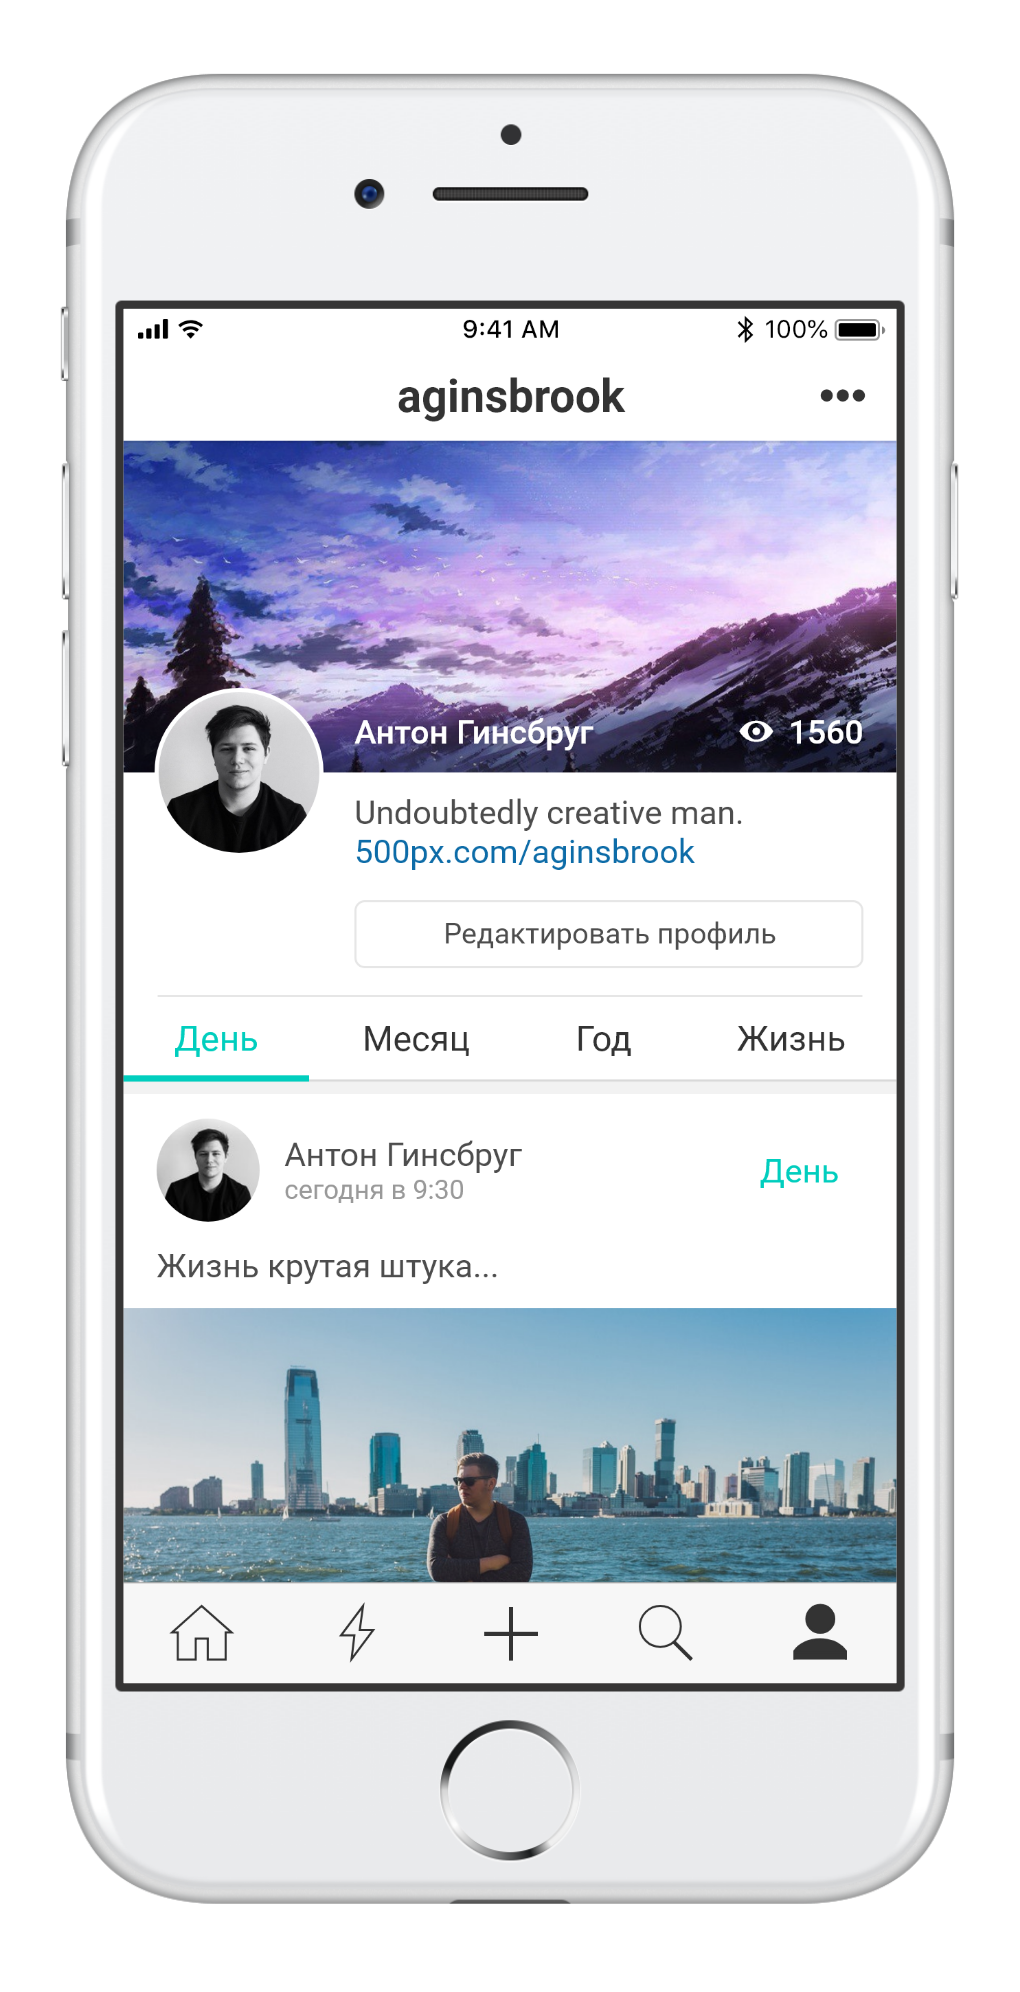 9:41 AM
100%
aginsbrook
Антон Гинсбруг
1560
Undoubtedly creative man.
500px.com/aginsbrook
Редактировать профиль
День Месяц Год Жизнь
Антон Гинсбруг
День
сегодня в 9:30
Жизнь крутая штука...